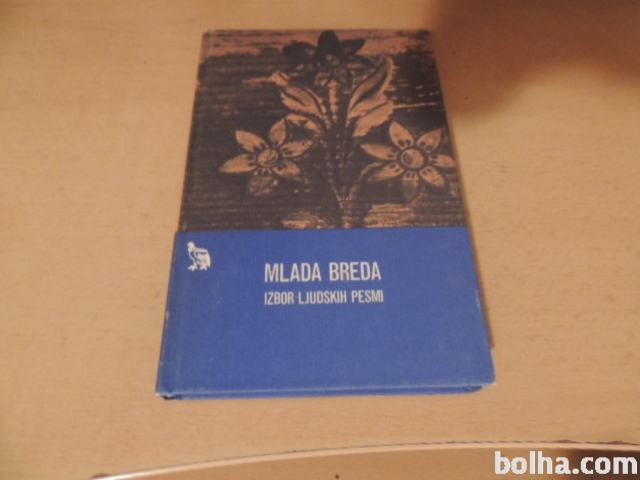 MLADA BREDA
IZBOR LJUDSKIH PESMI
bolha.com